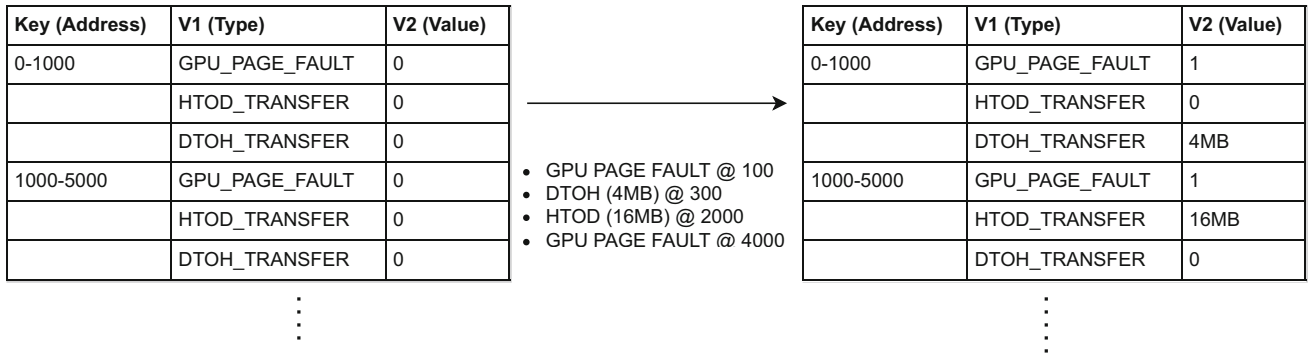 Key (Address) V1 (Type) V2 (Value)
0-1000 GPU_PAGE_FAULT 0
HTOD_TRANSFER 0
DTOH_TRANSFER 0
1000-5000 GPU_PAGE_FAULT 0
HTOD_TRANSFER 0
DTOH_TRANSFER 0
• GPU PAGE FAULT @ 100
• DTOH (4MB) @ 300
• HTOD (16MB) @ 2000
• GPU PAGE FAULT @ 4000
Key (Address) V1 (Type) V2 (Value)
0-1000 GPU_PAGE_FAULT 1
HTOD_TRANSFER 0
DTOH_TRANSFER 4MB
1000-5000 GPU_PAGE_FAULT 1
HTOD_TRANSFER 16MB
DTOH_TRANSFER 0